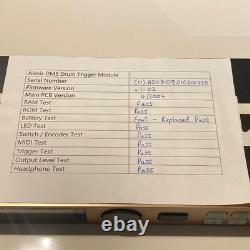 Alesis DM5 Drum Trigger Module
Serial Number (21) A20709010600425
Firmware Version v1.02
Main PCB Version 4/2004
RAM Test Pass
ROM Test Pass
Battery Test Fail - Replaced Pass
LED Test Pass
Switch / Encoder Test Pass
MIDI Test Pass
Trigger Test Pass
Output Level Test Pass
Headphone Test Pass